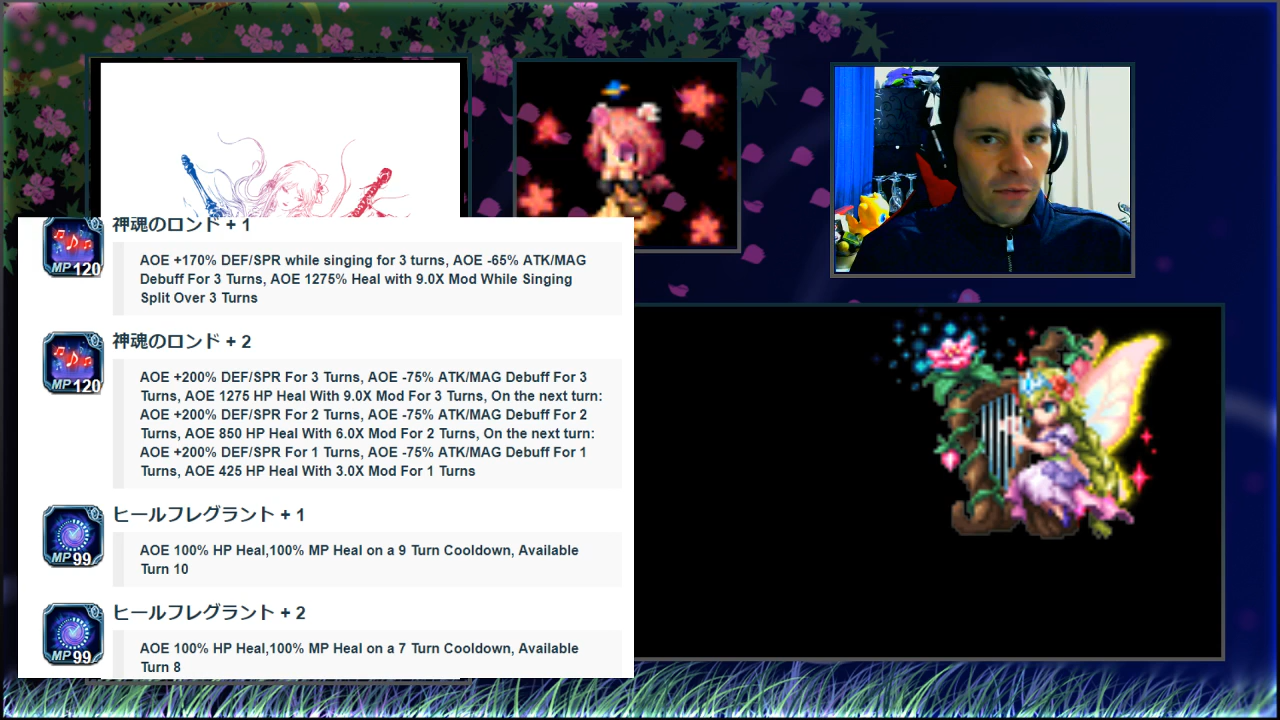 神魂のロンド + 1
MP 120
AOE +170% DEF/SPR while singing for 3 turns, AOE -65% ATK/MAG
Debuff For 3 Turns, AOE 1275% Heal with 9.0X Mod While Singing
Split Over 3 Turns
神魂のロンド + 2
MP 120
AOE +200% DEF/SPR For 3 Turns, AOE -75% ATK/MAG Debuff For 3
Turns, AOE 1275 HP Heal With 9.0X Mod For 3 Turns, On the next turn:
AOE +200% DEF/SPR For 2 Turns, AOE -75% ATK/MAG Debuff For 2
Turns, AOE 850 HP Heal With 6.0X Mod For 2 Turns, On the next turn:
AOE +200% DEF/SPR For 1 Turns, AOE -75% ATK/MAG Debuff For 1
Turns, AOE 425 HP Heal With 3.0X Mod For 1 Turns
ヒールフレグラント + 1
MP 99
AOE 100% HP Heal,100% MP Heal on a 9 Turn Cooldown, Available
Turn 10
ヒールフレグラント + 2
MP 99
AOE 100% HP Heal,100% MP Heal on a 7 Turn Cooldown, Available
Turn 8